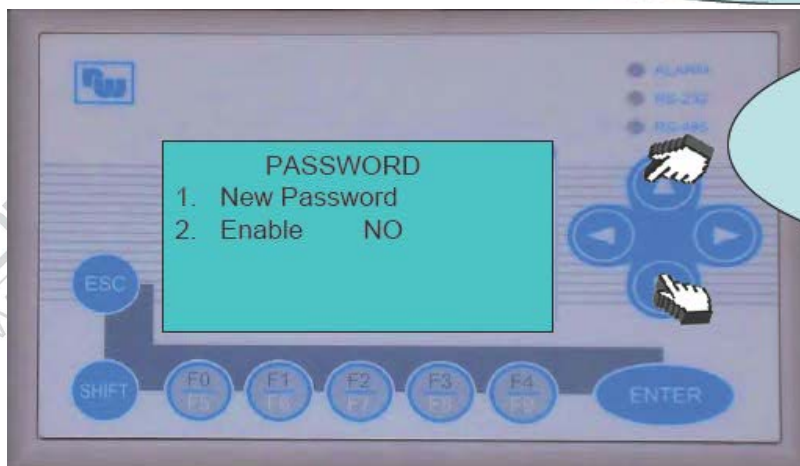 ALARM
RS-232
RS-485
PASSWORD
1. New Password
2. Enable NO
ESC
SHIFT
F0
F5
F1
F6
F2
F7
F3
F8
F4
F9
ENTER